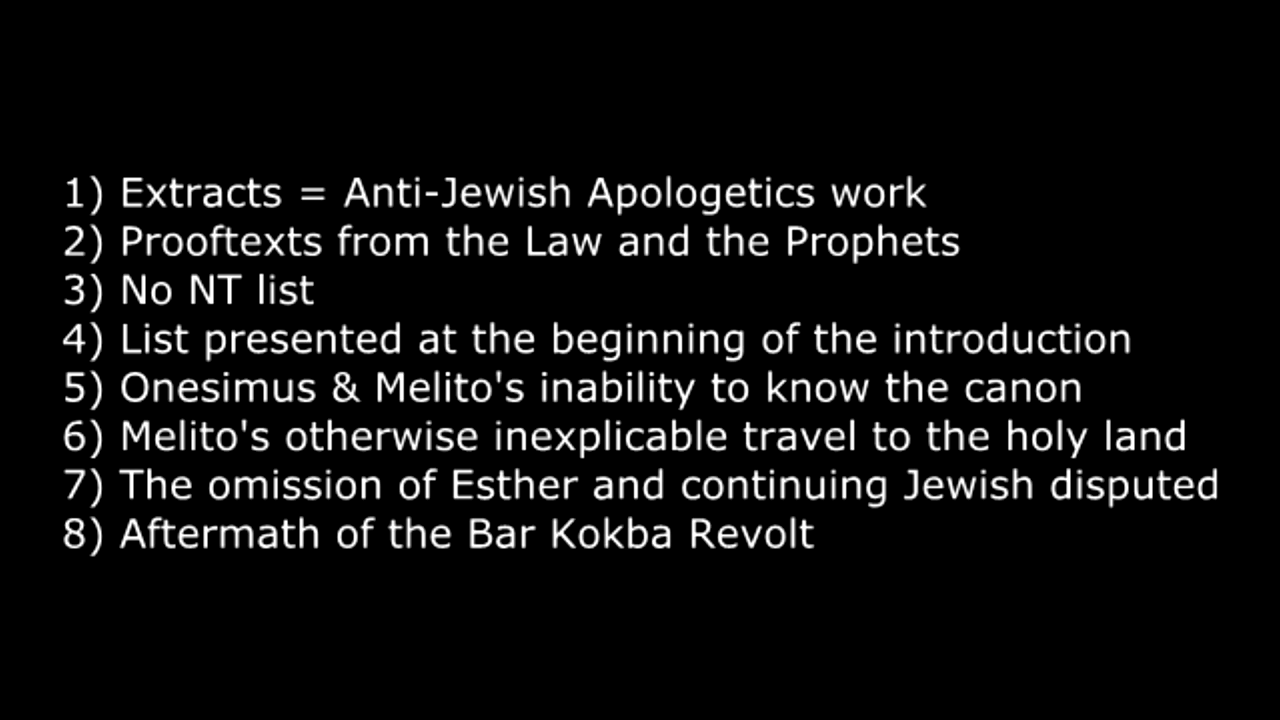 1) Extracts = Anti-Jewish Apologetics work
2) Prooftexts from the Law and the Prophets
3) No NT list
4) List presented at the beginning of the introduction
5) Onesimus & Melito's inability to know the canon
6) Melito's otherwise inexplicable travel to the holy land
7) The omission of Esther and continuing Jewish disputed
8) Aftermath of the Bar Kokba Revolt